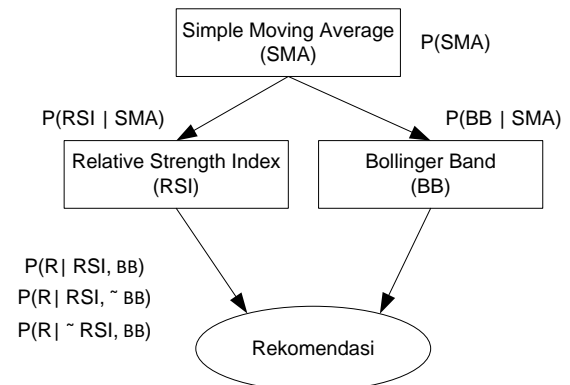 Simple Moving Average
(SMA)
P(SMA)
P(RSI | SMA)
P(BB | SMA)
Relative Strength Index
(RSI)
Bollinger Band
(BB)
P(R| RSI, BB)
P(R| RSI, ~ BB)
P(R| ~ RSI, BB)
Rekomendasi